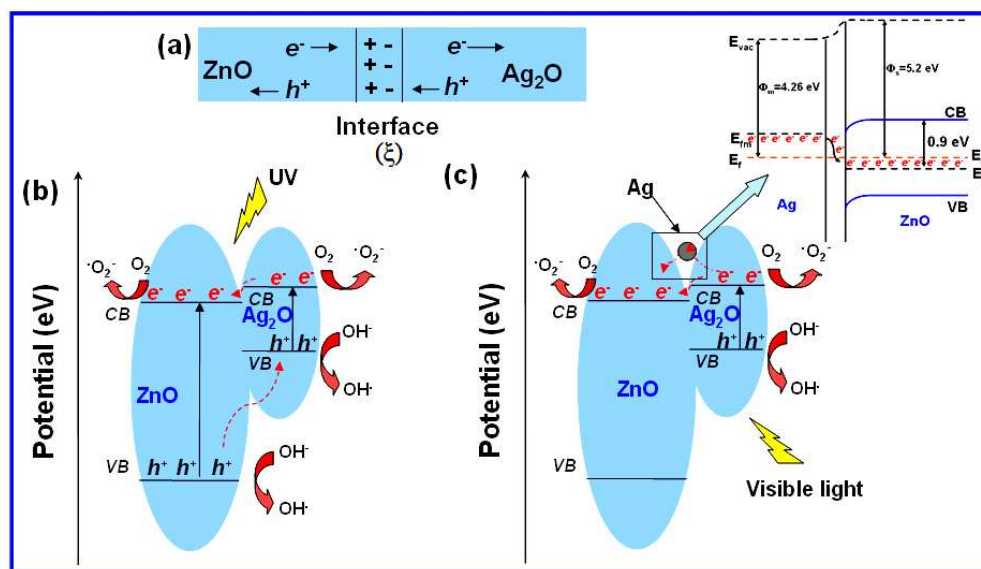 (a)
ZnO
e⁻ →
← h⁺
+ -
+ -
+ -
e⁻ →
← h⁺
Ag₂O
Interface
(ξ)
E_vac
Φ_m=4.26 eV
Φ_s=5.2 eV
CB
E_fm
e⁻ e⁻ e⁻ e⁻ e⁻ e⁻
e⁻
0.9 eV
E_f
e⁻ e⁻ e⁻ e⁻ e⁻ e⁻ e⁻
Ag
VB
ZnO
(b)
UV
Potential (eV)
·O₂⁻
O₂
e⁻ e⁻ e⁻ e⁻
e⁻ e⁻
O₂
·O₂⁻
CB
CB
Ag₂O
h⁺ h⁺
VB
OH⁻
OH·
ZnO
VB
h⁺ h⁺ h⁺
OH⁻
OH·
(c)
Ag
Potential (eV)
·O₂⁻
O₂
e⁻ e⁻ e⁻ e⁻
e⁻ e⁻
O₂
·O₂⁻
CB
CB
Ag₂O
h⁺ h⁺
VB
OH⁻
OH·
ZnO
VB
Visible light